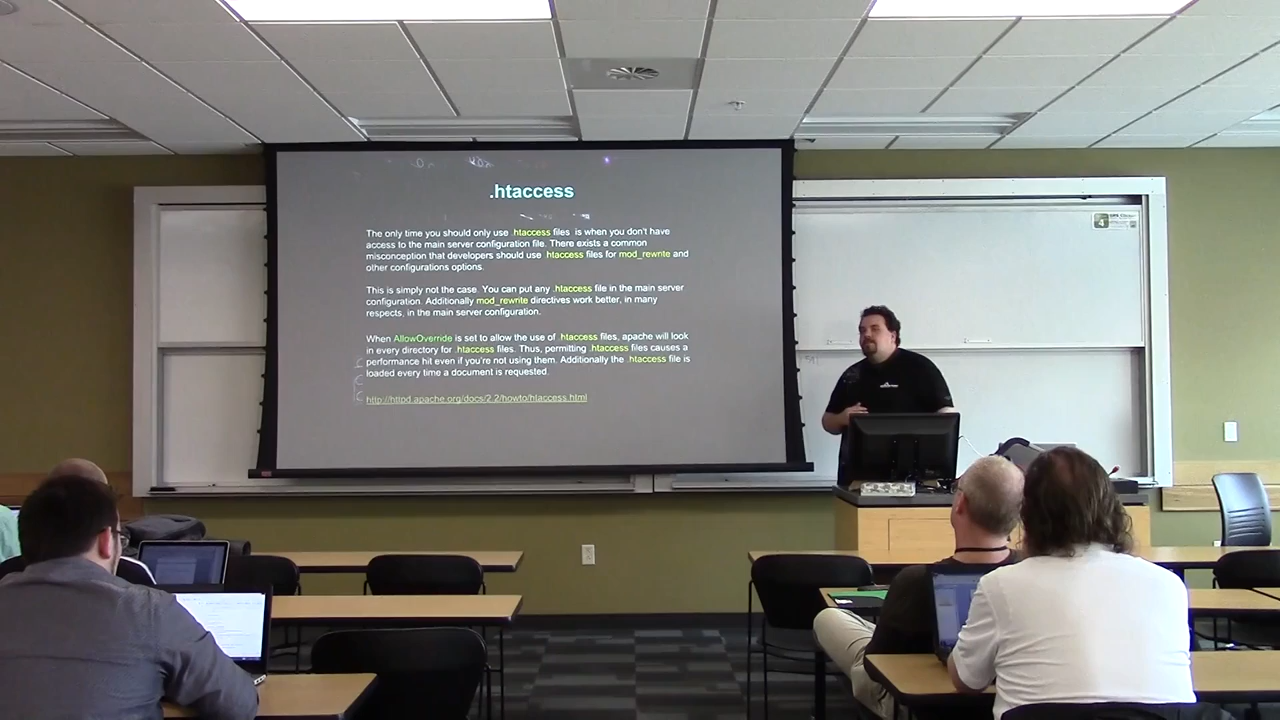 .htaccess
The only time you should only use .htaccess files is when you don't have
access to the main server configuration file. There exists a common
misconception that developers should use .htaccess files for mod_rewrite and
other configurations options.
This is simply not the case. You can put any .htaccess file in the main server
configuration. Additionally mod_rewrite directives work better, in many
respects, in the main server configuration.
When AllowOverride is set to allow the use of .htaccess files, apache will look
in every directory for .htaccess files. Thus, permitting .htaccess files causes a
performance hit even if you're not using them. Additionally the .htaccess file is
loaded every time a document is requested.
http://httpd.apache.org/docs/2.2/howto/htaccess.html
4